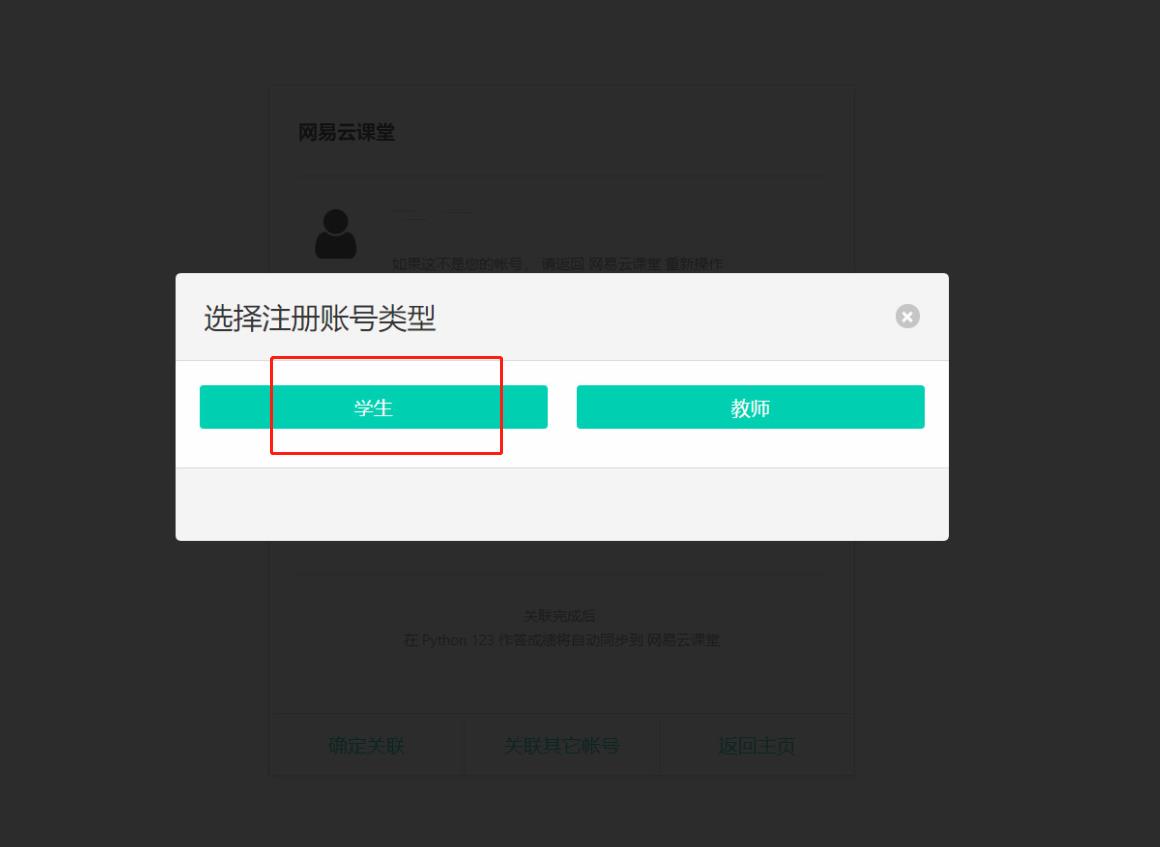 网易云课堂
如果这不是您的帐号， 请返回 网易云课堂 重新操作
选择注册账号类型
学生
教师
关联完成后
在 Python 123 作答成绩将自动同步到 网易云课堂
确定关联
关联其它帐号
返回主页